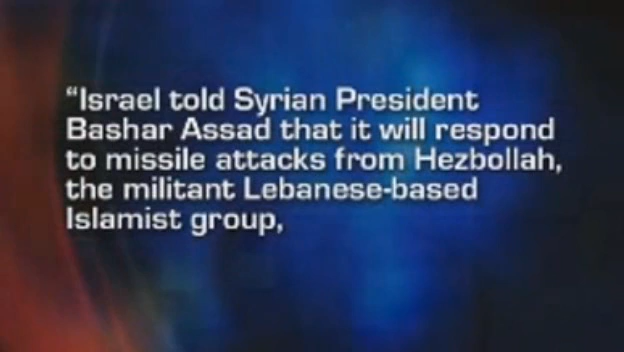 “Israel told Syrian President
Bashar Assad that it will respond
to missile attacks from Hezbollah,
the militant Lebanese-based
Islamist group,